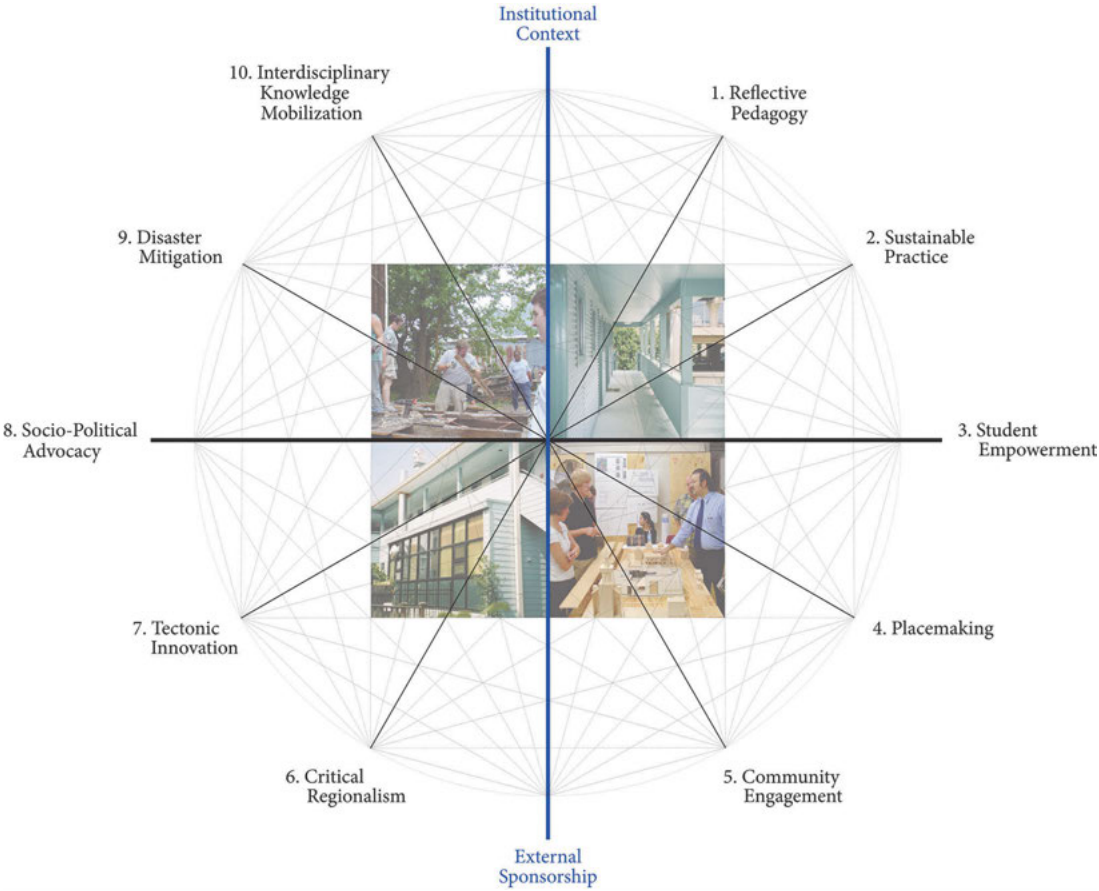 Institutional
Context
10. Interdisciplinary
Knowledge
Mobilization
1. Reflective
Pedagogy
9. Disaster
Mitigation
2. Sustainable
Practice
8. Socio-Political
Advocacy
3. Student
Empowerment
7. Tectonic
Innovation
4. Placemaking
6. Critical
Regionalism
5. Community
Engagement
External
Sponsorship